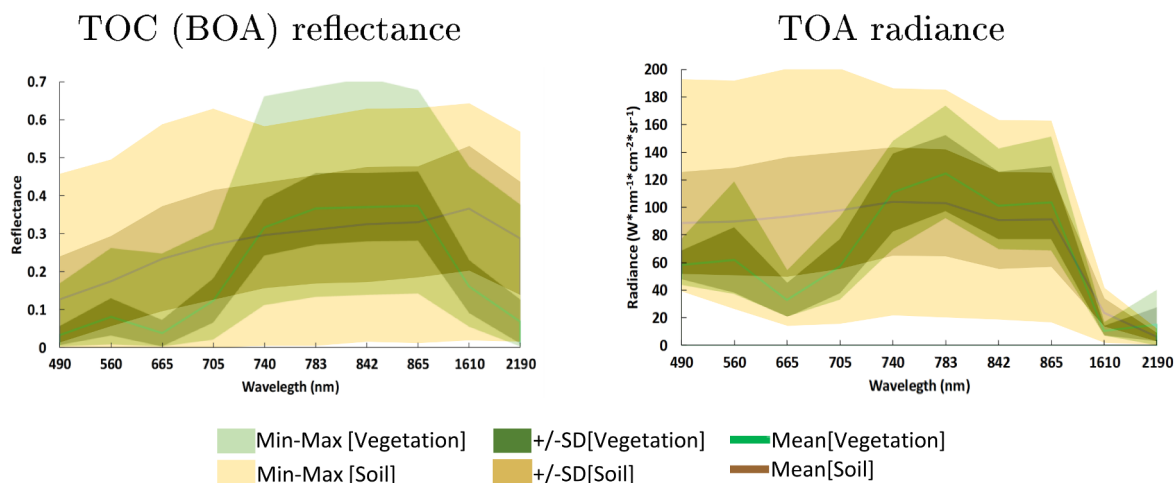 TOC (BOA) reflectance
TOA radiance
0.7
0.6
0.5
0.4
0.3
0.2
0.1
0
Reflectance
490 560 665 705 740 783 842 865 1610 2190
Wavelegth (nm)
200
180
160
140
120
100
80
60
40
20
0
Radiance (W*nm⁻¹*cm⁻²*sr⁻¹)
490 560 665 705 740 783 842 865 1610 2190
Wavelegth (nm)
Min-Max [Vegetation] +/-SD[Vegetation] Mean[Vegetation]
Min-Max [Soil] +/-SD[Soil] Mean[Soil]